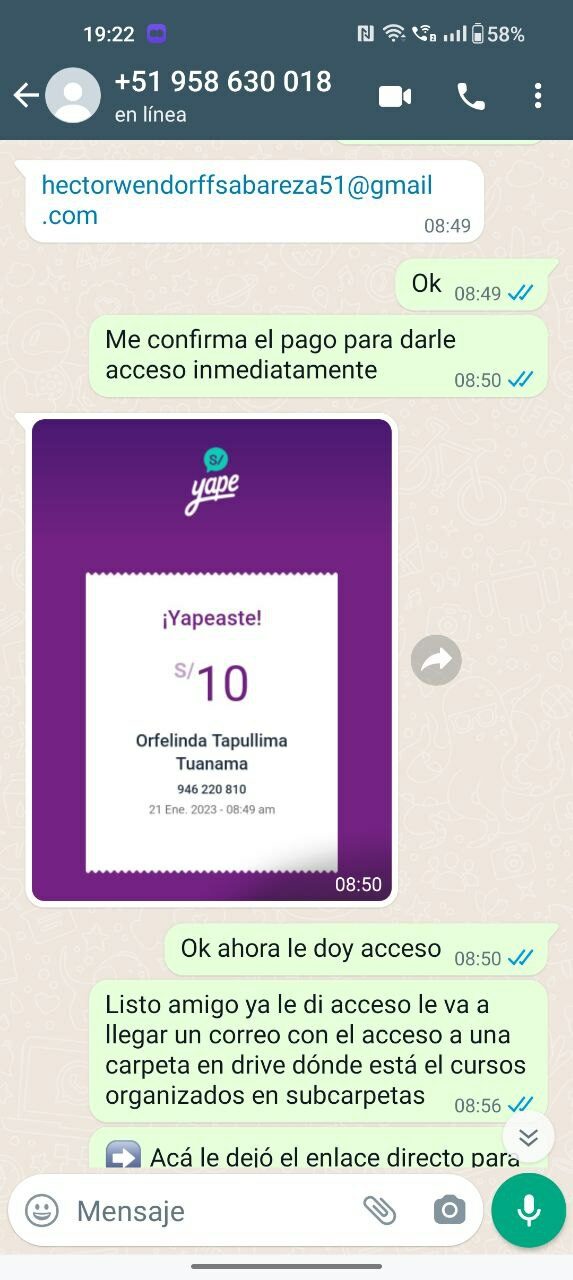 19:22
58%
+51 958 630 018
en línea
hectorwendorffsabareza51@gmail
.com
08:49
Ok
08:49
Me confirma el pago para darle
acceso inmediatamente
08:50
S/
yape
¡Yapeaste!
S/10
Orfelinda Tapullima
Tuanama
946 220 810
21 Ene. 2023 - 08:49 am
08:50
Ok ahora le doy acceso
08:50
Listo amigo ya le di acceso le va a
llegar un correo con el acceso a una
carpeta en drive dónde está el cursos
organizados en subcarpetas
08:56
Acá le dejó el enlace directo para
Mensaje